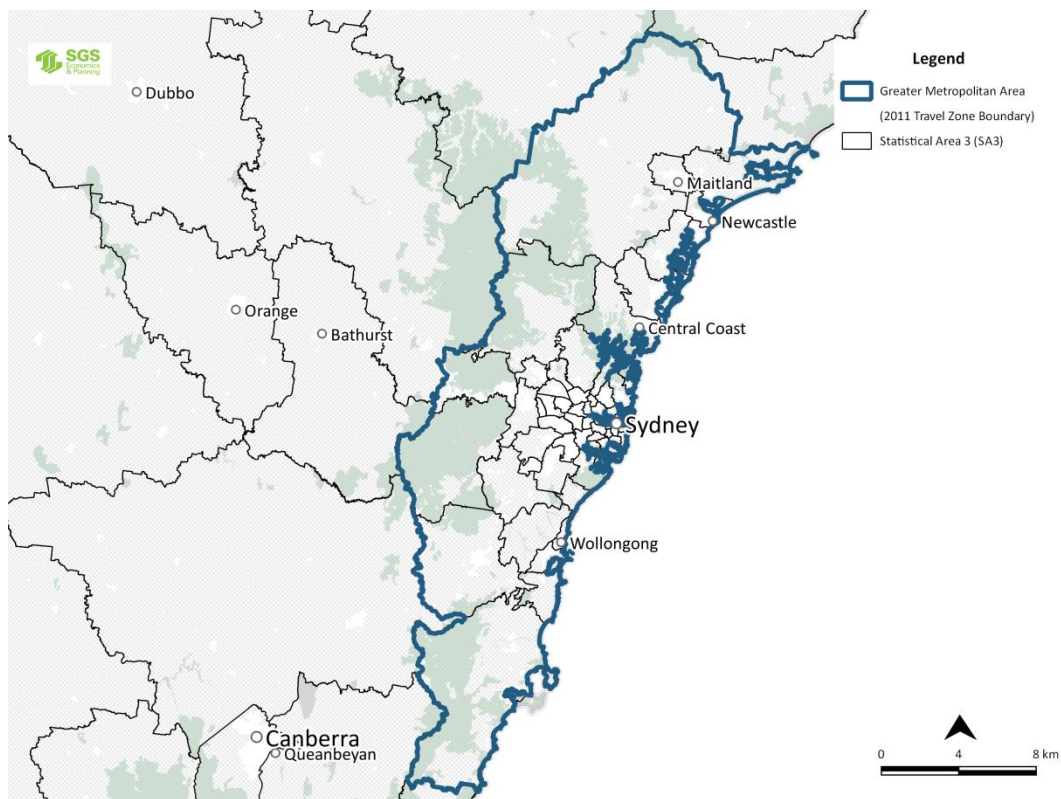 SGS
Economics
& Planning
Dubbo
Maitland
Newcastle
Orange
Bathurst
Central Coast
Sydney
Wollongong
Canberra
Queanbeyan
Legend
Greater Metropolitan Area
(2011 Travel Zone Boundary)
Statistical Area 3 (SA3)
0 4 8 km